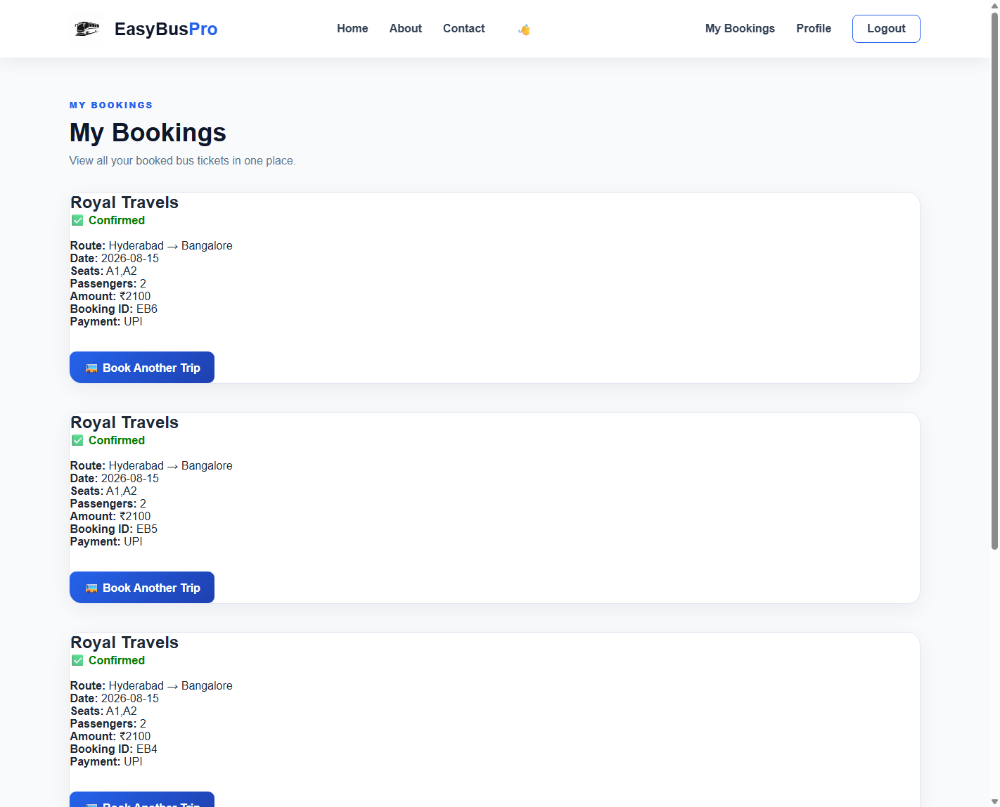 EasyBusPro
Home About Contact 👋 My Bookings Profile Logout
MY BOOKINGS
My Bookings
View all your booked bus tickets in one place.
Royal Travels
✅ Confirmed
Route: Hyderabad → Bangalore
Date: 2026-08-15
Seats: A1,A2
Passengers: 2
Amount: ₹2100
Booking ID: EB6
Payment: UPI
🚌 Book Another Trip
Royal Travels
✅ Confirmed
Route: Hyderabad → Bangalore
Date: 2026-08-15
Seats: A1,A2
Passengers: 2
Amount: ₹2100
Booking ID: EB5
Payment: UPI
🚌 Book Another Trip
Royal Travels
✅ Confirmed
Route: Hyderabad → Bangalore
Date: 2026-08-15
Seats: A1,A2
Passengers: 2
Amount: ₹2100
Booking ID: EB4
Payment: UPI
🚌 Book Another Trip